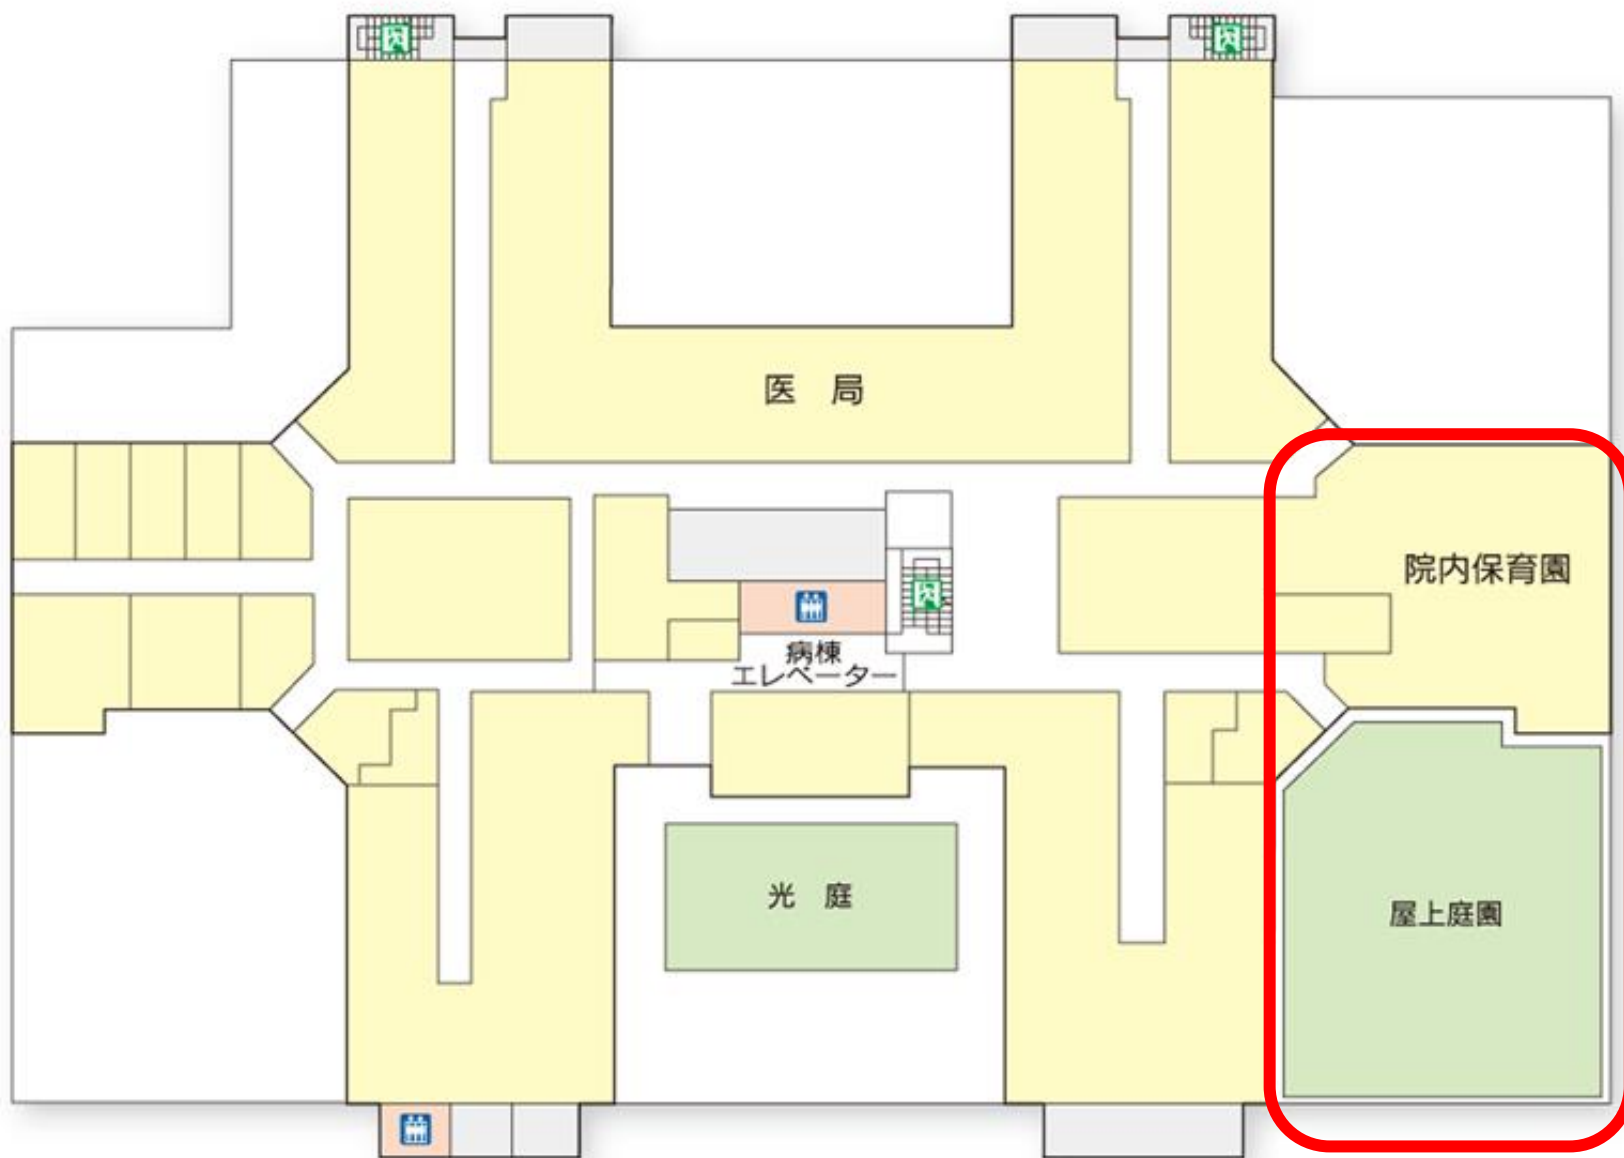 医　局
院内保育園
病棟
エレベーター
光　庭
屋上庭園